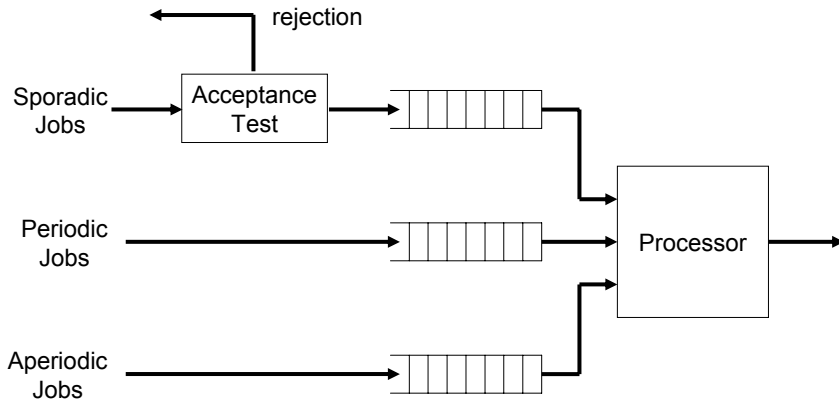 rejection
Sporadic
Jobs
Acceptance
Test
Periodic
Jobs
Processor
Aperiodic
Jobs